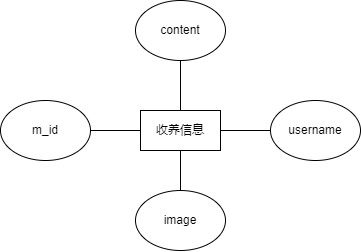 content
m_id
收养信息
username
image